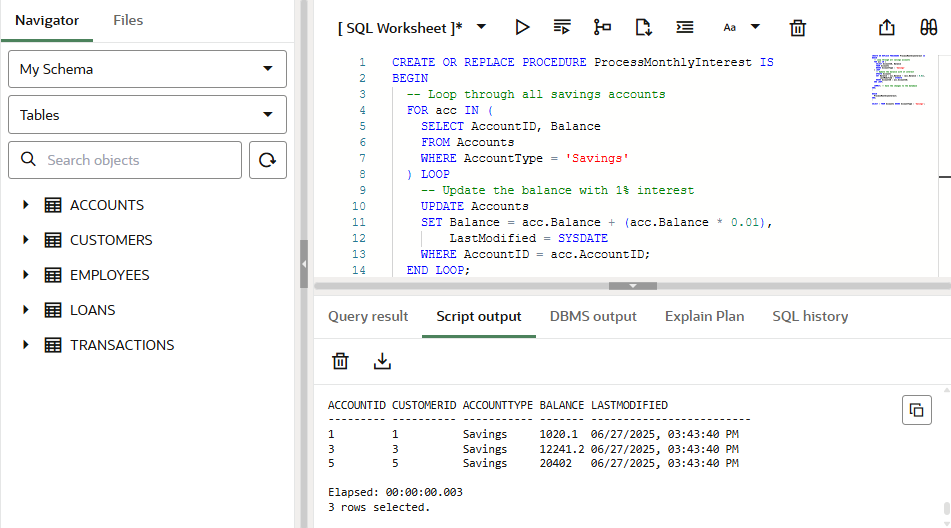 Navigator Files
My Schema
Tables
Search objects
ACCOUNTS
CUSTOMERS
EMPLOYEES
LOANS
TRANSACTIONS
[ SQL Worksheet ]* Aa
1 CREATE OR REPLACE PROCEDURE ProcessMonthlyInterest IS
2 BEGIN
3 -- Loop through all savings accounts
4 FOR acc IN (
5 SELECT AccountID, Balance
6 FROM Accounts
7 WHERE AccountType = 'Savings'
8 ) LOOP
9 -- Update the balance with 1% interest
10 UPDATE Accounts
11 SET Balance = acc.Balance + (acc.Balance * 0.01),
12 LastModified = SYSDATE
13 WHERE AccountID = acc.AccountID;
14 END LOOP;
Query result Script output DBMS output Explain Plan SQL history
ACCOUNTID CUSTOMERID ACCOUNTTYPE BALANCE LASTMODIFIED
--------- ---------- ----------- ------- -------------------------
1 1 Savings 1020.1 06/27/2025, 03:43:40 PM
3 3 Savings 12241.2 06/27/2025, 03:43:40 PM
5 5 Savings 20402 06/27/2025, 03:43:40 PM
Elapsed: 00:00:00.003
3 rows selected.